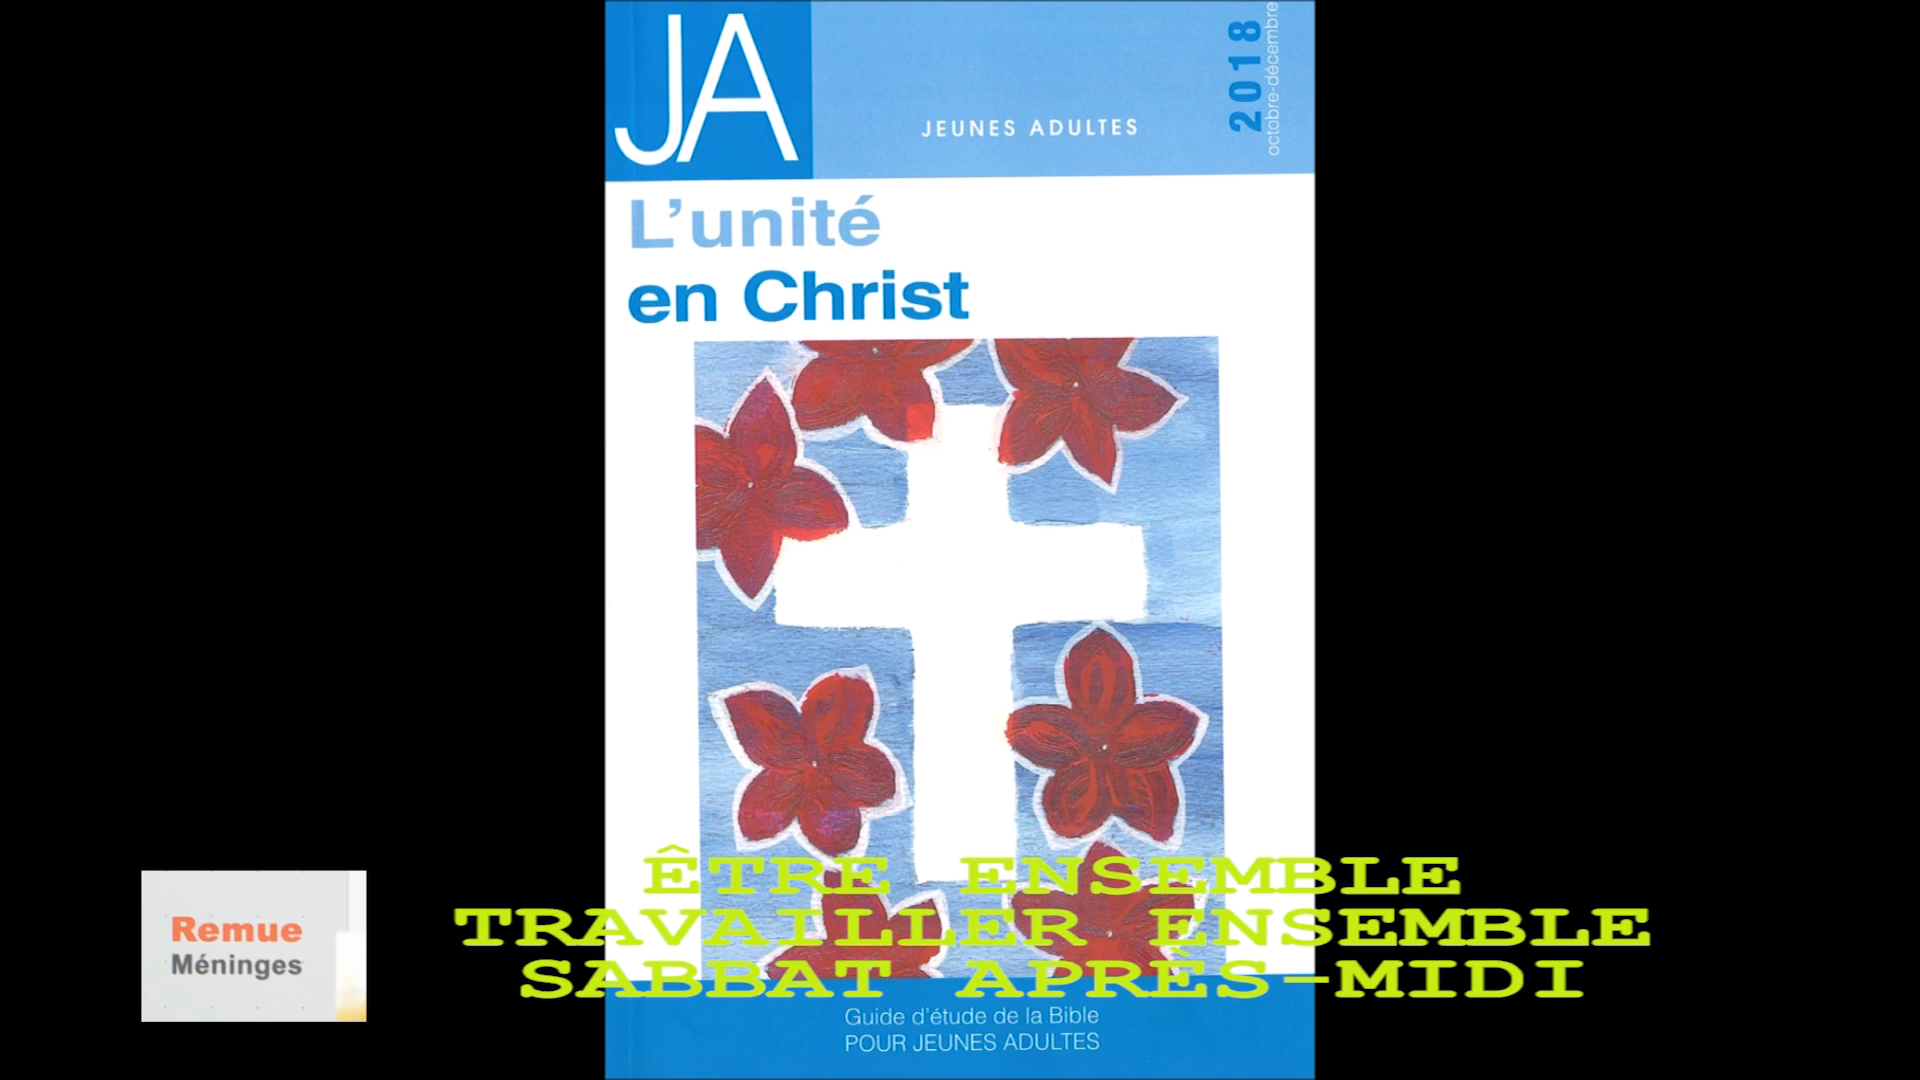 JA
JEUNES ADULTES
2018
octobre-décembre
L'unité
en Christ
ÊTRE ENSEMBLE
TRAVAILLER ENSEMBLE
SABBAT APRÈS-MIDI
Remue
Méninges
Guide d'étude de la Bible
POUR JEUNES ADULTES